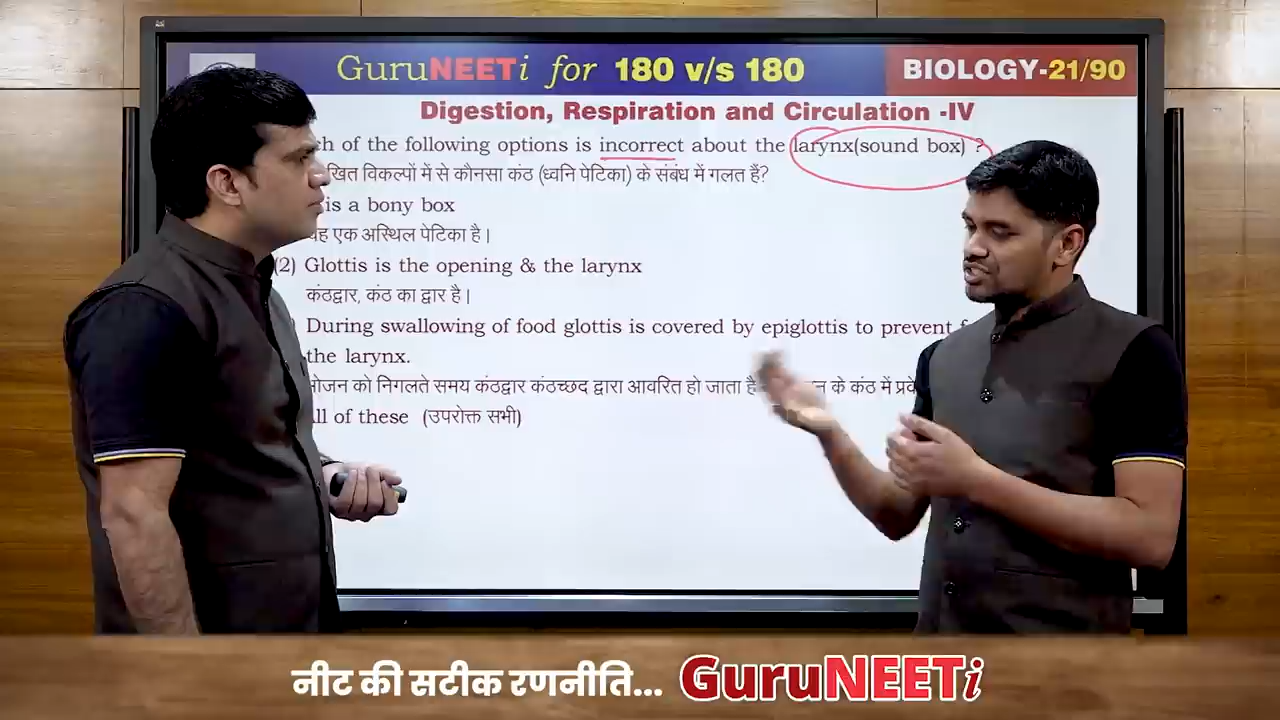 GuruNEETi for 180 v/s 180
BIOLOGY-21/90
Digestion, Respiration and Circulation -IV
of the following options is incorrect about the larynx(sound box) ?
विकल्पों में से कौनसा कंठ (ध्वनि पेटिका) के संबंध में गलत हैं?
is a bony box
एक अस्थिल पेटिका है।
(2) Glottis is the opening & the larynx
कंठद्वार, कंठ का द्वार है।
During swallowing of food glottis is covered by epiglottis to prevent
the larynx.
को निगलते समय कंठद्वार कंठच्छद द्वारा आवरित हो जाता है के कंठ में
of these (उपरोक्त सभी)
नीट की सटीक रणनीति... GuruNEETi